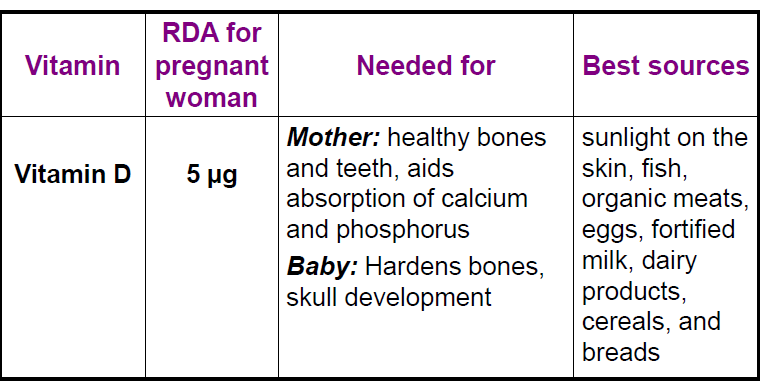 Vitamin
RDA for
pregnant
woman
Needed for
Best sources
Vitamin D
5 µg
Mother: healthy bones
and teeth, aids
absorption of calcium
and phosphorus
Baby: Hardens bones,
skull development
sunlight on the
skin, fish,
organic meats,
eggs, fortified
milk, dairy
products,
cereals, and
breads